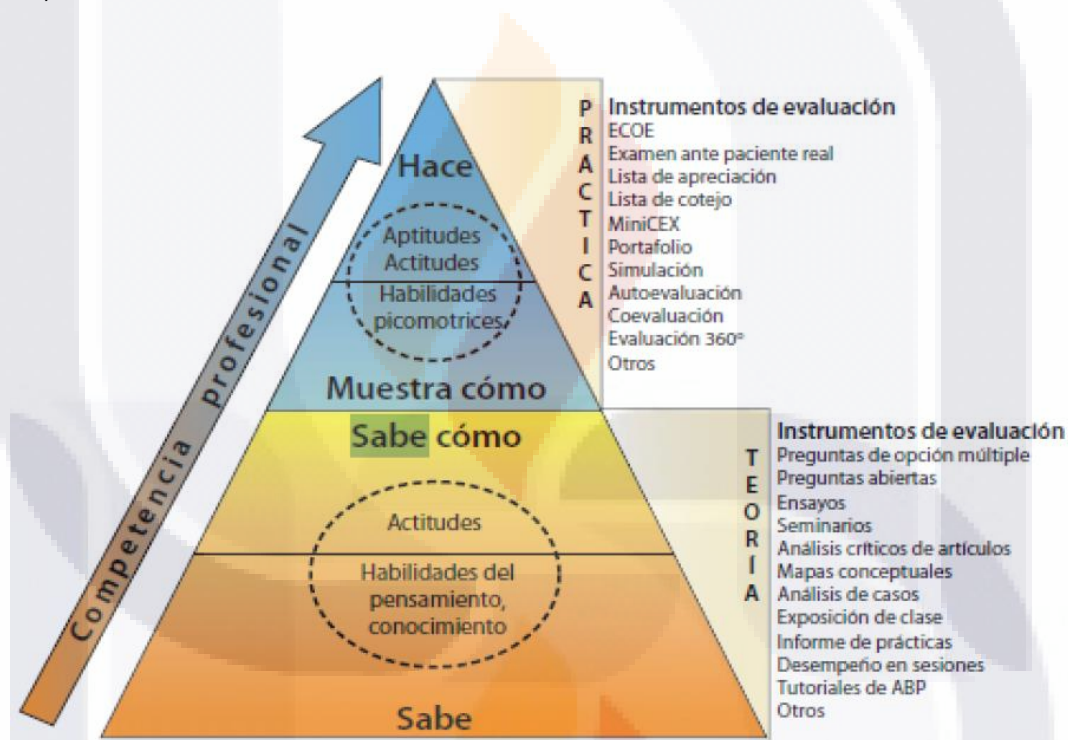 Competencia profesional
Hace
Aptitudes
Actitudes
Habilidades
picomotrices
Muestra cómo
Sabe cómo
Actitudes
Habilidades del
pensamiento,
conocimiento
Sabe
PRACTICA
Instrumentos de evaluación
ECOE
Examen ante paciente real
Lista de apreciación
Lista de cotejo
MiniCEX
Portafolio
Simulación
Autoevaluación
Coevaluación
Evaluación 360º
Otros
TEORÍA
Instrumentos de evaluación
Preguntas de opción múltiple
Preguntas abiertas
Ensayos
Seminarios
Análisis críticos de artículos
Mapas conceptuales
Análisis de casos
Exposición de clase
Informe de prácticas
Desempeño en sesiones
Tutoriales de ABP
Otros